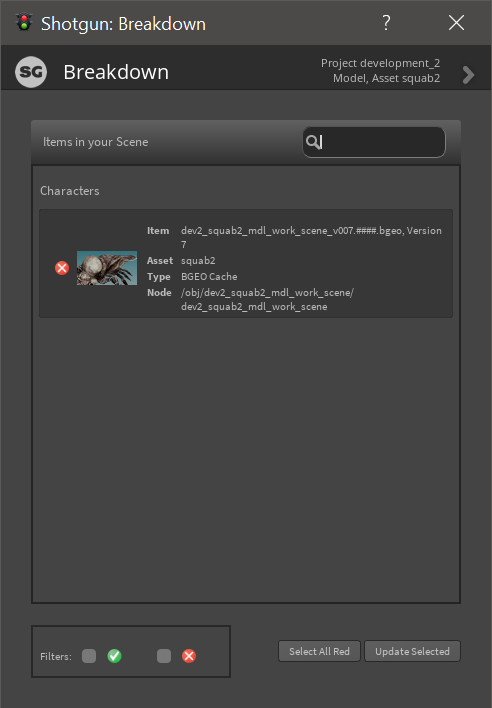 Shotgun: Breakdown
?
SG
Breakdown
Project development_2
Model, Asset squab2
Items in your Scene
Characters
Item dev2_squab2_mdl_work_scene_v007.####.bgeo, Version
7
Asset squab2
Type BGEO Cache
Node /obj/dev2_squab2_mdl_work_scene/
dev2_squab2_mdl_work_scene
Filters:
Select All Red
Update Selected